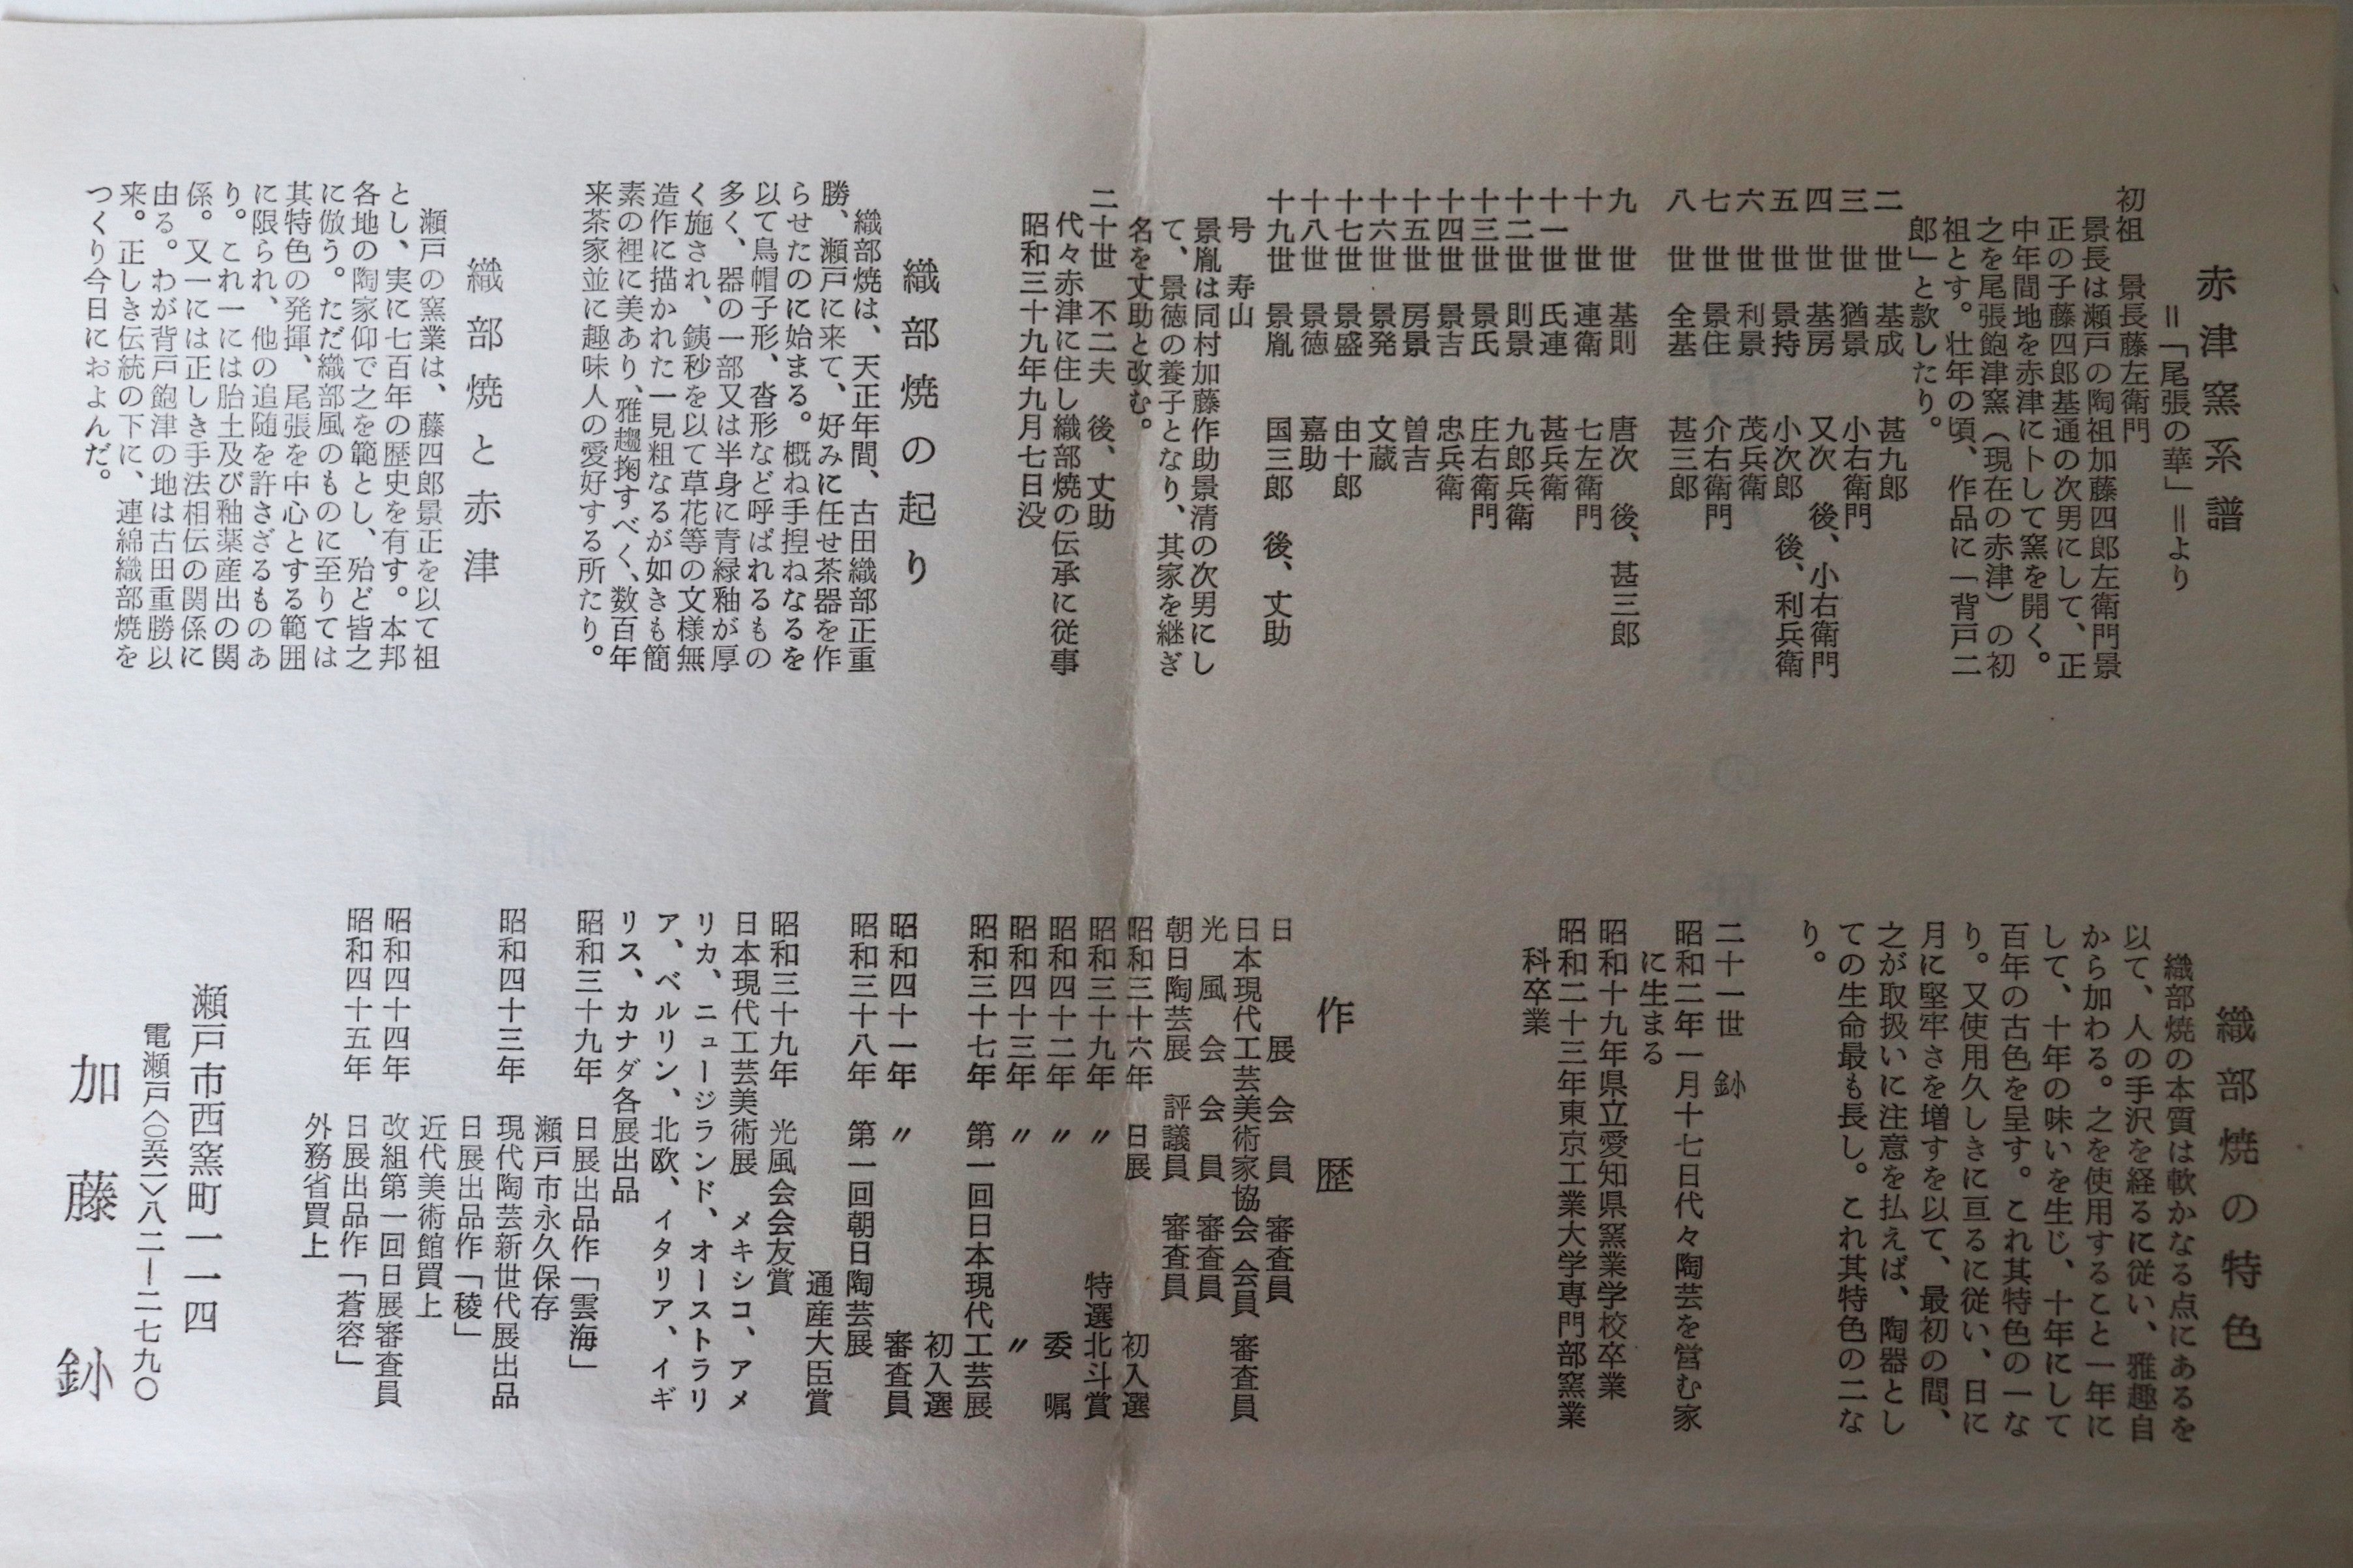 赤津窯系譜
＝「尾張の華」＝より
初祖　景長藤左衛門
景長は瀬戸の陶祖加藤四郎左衛門景
正の子藤四郎基通の次男にして、正
中年間地を赤津に卜して窯を開く。
之を尾張飽津窯（現在の赤津）の初
祖とす。壮年の頃、作品に「背戸二
郎」と款したり。
二　世　基成　甚九郎
三　世　猶景　小右衛門
四　世　基房　又次　後、小右衛門
五　世　景持　小次郎　後、利兵衛
六　世　利景　茂兵衛
七　世　景住　介右衛門
八　世　全基　甚三郎
九　世　基則　唐次　後、甚三郎
十　世　連衛　七左衛門
十一世　氏連　甚兵衛
十二世　則景　九郎兵衛
十三世　景氏　庄右衛門
十四世　景吉　忠兵衛
十五世　房景　曽吉
十六世　景発　文蔵
十七世　景盛　由十郎
十八世　景徳　嘉助
十九世　景胤　国三郎　後、丈助
号　寿山
景胤は同村加藤作助景清の次男にし
て、景徳の養子となり、其家を継ぎ
名を丈助と改む。
二十世　不二夫　後、丈助
代々赤津に住し織部焼の伝承に従事
昭和三十九年九月七日没
織部焼の起り
織部焼は、天正年間、古田織部正重
勝、瀬戸に来て、好みに任せ茶器を作
らせたのに始まる。概ね手捏ねなるを
以て烏帽子形、沓形など呼ばれるもの
多く、器の一部又は半身に青緑釉が厚
く施され、銕秒を以て草花等の文様無
造作に描かれた一見粗なるが如きも簡
素の裡に美あり、雅趨掬すべく、数百年
来茶家並に趣味人の愛好する所たり。
織部焼と赤津
瀬戸の窯業は、藤四郎景正を以て祖
とし、実に七百年の歴史を有す。本邦
各地の陶家仰で之を範とし、殆ど皆之
に倣う。ただ織部風のものに至りては
其特色の発揮、尾張を中心とする範囲
に限られ、他の追随を許さざるものあ
り。これ一には胎土及び釉薬産出の関
係。又一には正しき手法相伝の関係に
由る。わが背戸飽津の地は古田重勝以
来。正しき伝統の下に、連綿織部焼を
つくり今日におよんだ。
織部焼の特色
織部焼の本質は軟かなる点にあるを
以て、人の手沢を経るに従い、雅趣自
から加わる。之を使用すること一年に
して、十年の味いを生じ、十年にして
百年の古色を呈す。これ其特色の一な
り。又使用久しきに亘るに従い、日に
月に堅牢さを増すを以て、最初の間、
之が取扱いに注意を払えば、陶器とし
ての生命最も長し。これ其特色の二な
り。
二十一世　釥
昭和二年一月十七日代々陶芸を営む家
に生まる
昭和十九年県立愛知県窯業学校卒業
昭和二十三年東京工業大学専門部窯業
科卒業
作歴
日　展　会　員　審査員
日本現代工芸美術家協会　会員　審査員
光　風　会　会　員　審査員
朝日陶芸展　評議員　審査員
昭和三十六年　日展　初入選
昭和三十九年　〃　特選北斗賞
昭和四十二年　〃　委　嘱
昭和四十三年　〃　〃
昭和三十七年　第一回日本現代工芸展
初入選
昭和四十一年　〃　審査員
昭和三十八年　第一回朝日陶芸展
通産大臣賞
昭和三十九年　光風会会友賞
日本現代工芸美術展　メキシコ、アメ
リカ、ニュージランド、オーストラリ
ア、ベルリン、北欧、イタリア、イギ
リス、カナダ各展出品
昭和三十九年　日展出品作「雲海」
瀬戸市永久保存
昭和四十三年　現代陶芸新世代展出品
日展出品作「稜」
近代美術館買上
昭和四十四年　改組第一回日展審査員
昭和四十五年　日展出品作「蒼容」
外務省買上
瀬戸市西窯町一一四
電瀬戸〈〇五六一〉八二－二七九〇
加藤釥